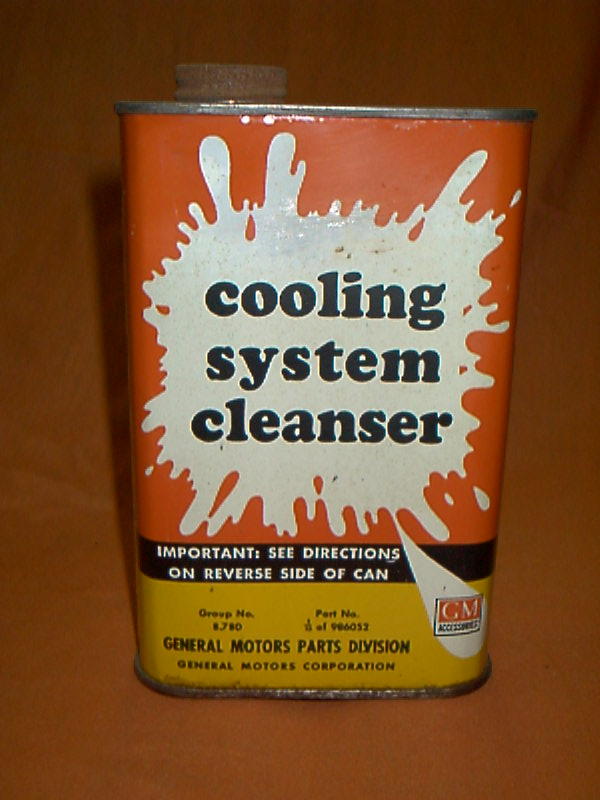 cooling
system
cleanser
IMPORTANT: SEE DIRECTIONS
ON REVERSE SIDE OF CAN
Group No. Part No.
8.780 of 986052
GENERAL MOTORS PARTS DIVISION
GENERAL MOTORS CORPORATION
GM
ACCESSORIES